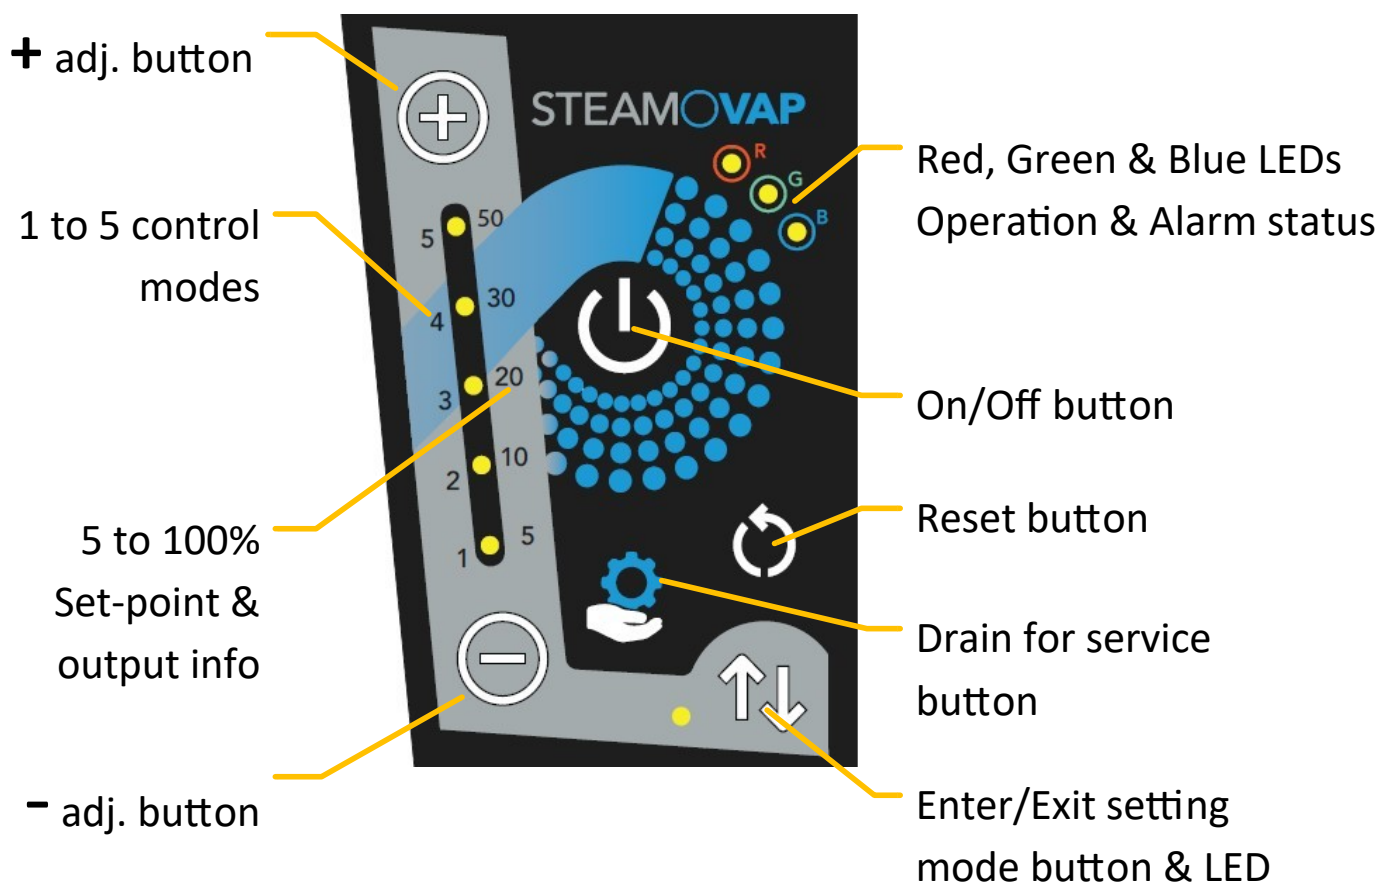 + adj. button
1 to 5 control
modes
5 to 100%
Set-point &
output info
- adj. button
STEAMOVAP
R
G
B
5 50
4 30
3 20
2 10
1 5
Red, Green & Blue LEDs
Operation & Alarm status
On/Off button
Reset button
Drain for service
button
Enter/Exit setting
mode button & LED